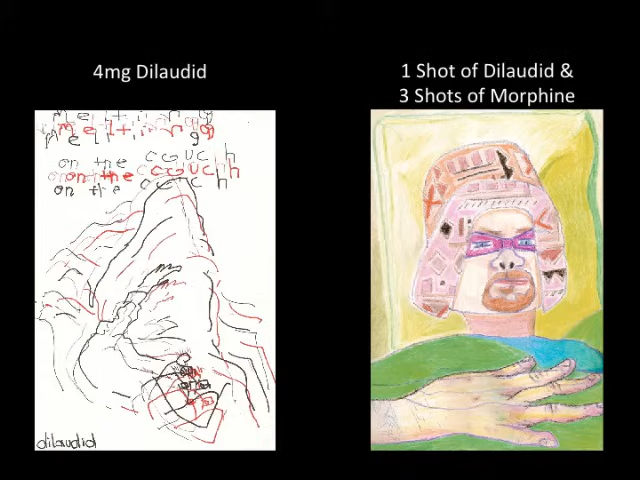 4mg Dilaudid
1 Shot of Dilaudid &
3 Shots of Morphine
Melting
Melting
Melting
on the couch
on the couch
on the couch
dilaudid